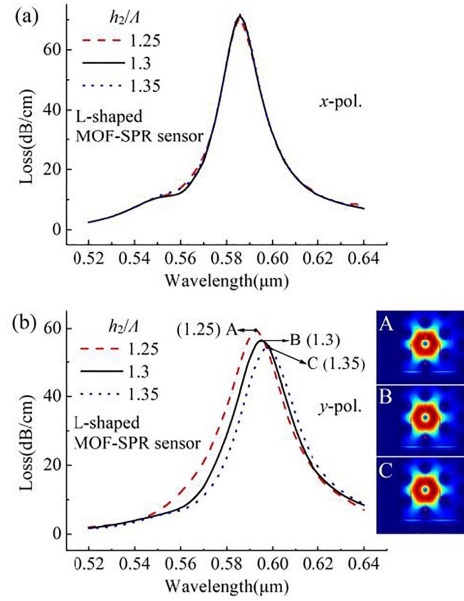 (a)
h₂/Λ
1.25
1.3
1.35
L-shaped
MOF-SPR sensor
x-pol.
Loss(dB/cm)
60
40
20
0
0.52 0.54 0.56 0.58 0.60 0.62 0.64
Wavelength(μm)
(b)
h₂/Λ
1.25
1.3
1.35
(1.25) A
B (1.3)
C (1.35)
L-shaped
MOF-SPR sensor
y-pol.
Loss(dB/cm)
60
40
20
0
0.52 0.54 0.56 0.58 0.60 0.62 0.64
Wavelength(μm)
A
B
C